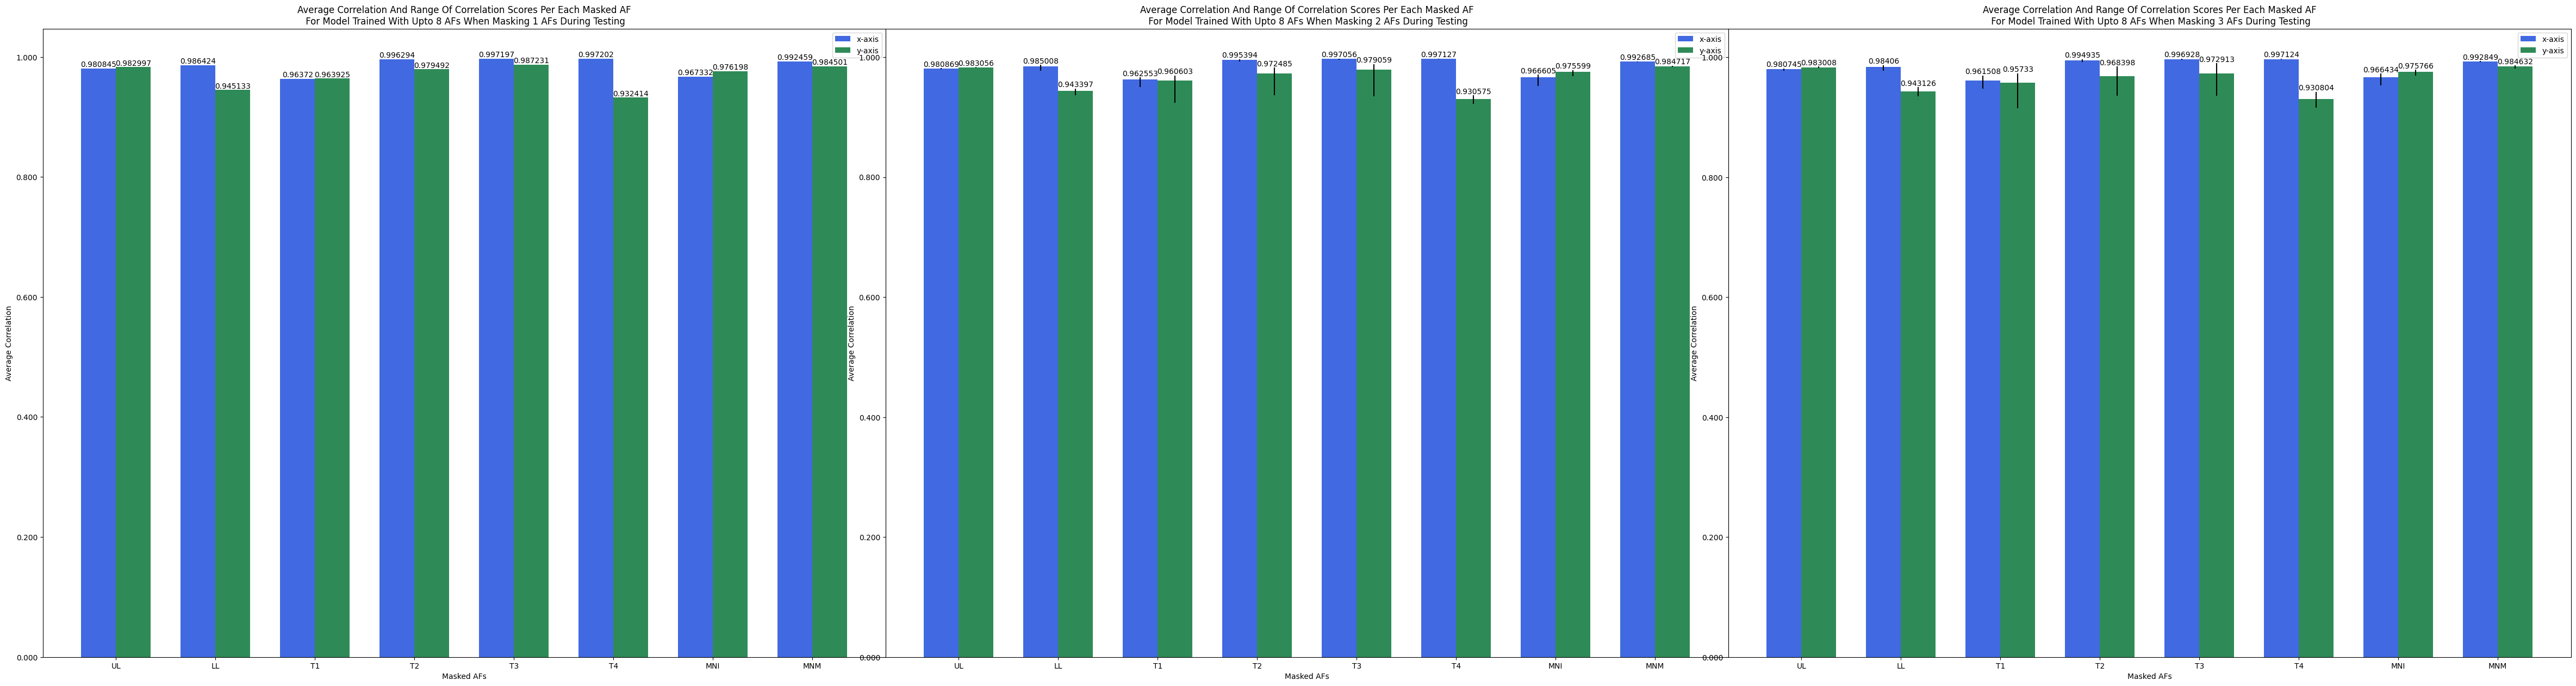 Average Correlation And Range Of Correlation Scores Per Each Masked AF
For Model Trained With Upto 8 AFs When Masking 1 AFs During Testing
x-axis
y-axis
1.000
0.800
0.600
0.400
0.200
0.000
Average Correlation
0.980845
0.982997
0.986424
0.945133
0.96372
0.963925
0.996294
0.979492
0.997197
0.987231
0.997202
0.932414
0.967332
0.976198
0.992459
0.984501
UL
LL
T1
T2
T3
T4
MNI
MNM
Masked AFs
Average Correlation And Range Of Correlation Scores Per Each Masked AF
For Model Trained With Upto 8 AFs When Masking 2 AFs During Testing
x-axis
y-axis
1.000
0.800
0.600
0.400
0.200
0.000
Average Correlation
0.980869
0.983056
0.985008
0.943397
0.962553
0.960603
0.995394
0.972485
0.997056
0.979059
0.997127
0.930575
0.966605
0.975599
0.992685
0.984717
UL
LL
T1
T2
T3
T4
MNI
MNM
Masked AFs
Average Correlation And Range Of Correlation Scores Per Each Masked AF
For Model Trained With Upto 8 AFs When Masking 3 AFs During Testing
x-axis
y-axis
1.000
0.800
0.600
0.400
0.200
0.000
Average Correlation
0.980745
0.983008
0.98406
0.943126
0.961508
0.95733
0.994935
0.968398
0.996928
0.972913
0.997124
0.930804
0.966434
0.975766
0.992849
0.984632
UL
LL
T1
T2
T3
T4
MNI
MNM
Masked AFs